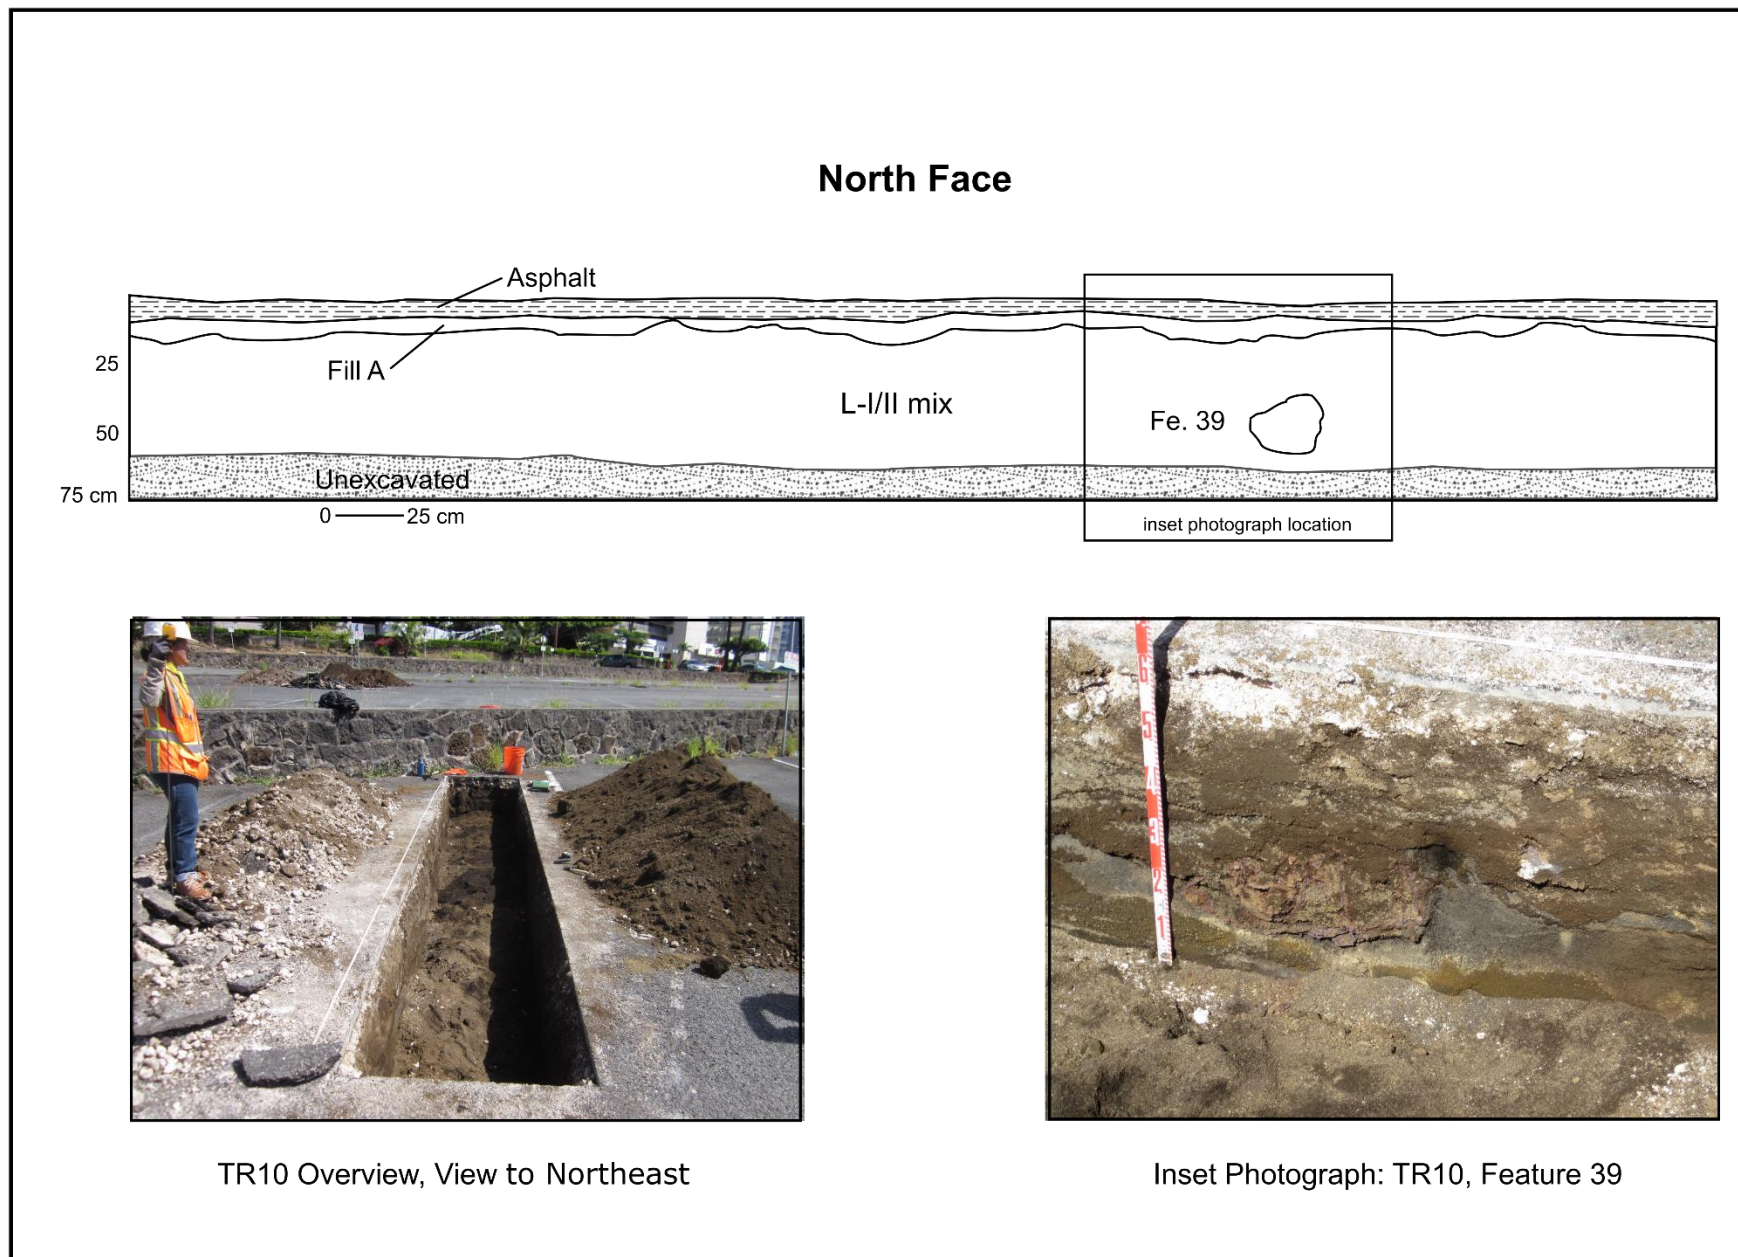 North Face
Asphalt
Fill A
25
L-I/II mix
Fe. 39
50
Unexcavated
75 cm
0 25 cm
inset photograph location
TR10 Overview, View to Northeast
Inset Photograph: TR10, Feature 39